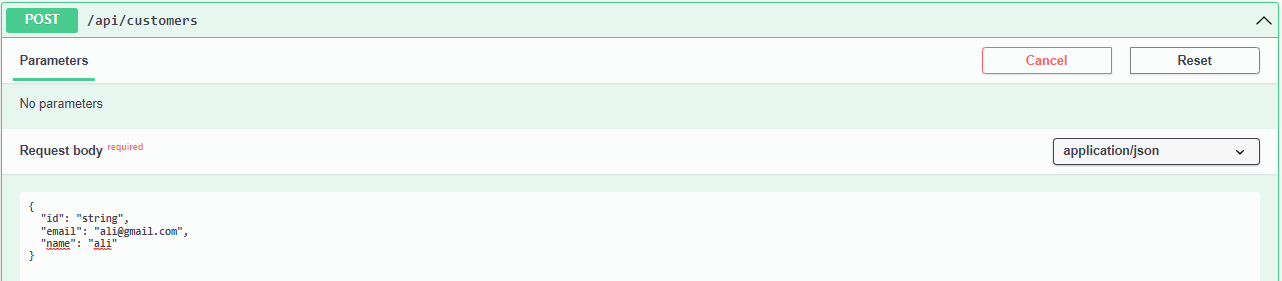 POST /api/customers
Parameters Cancel Reset
No parameters
Request body required application/json
{
"id": "string",
"email": "ali@gmail.com",
"name": "ali"
}